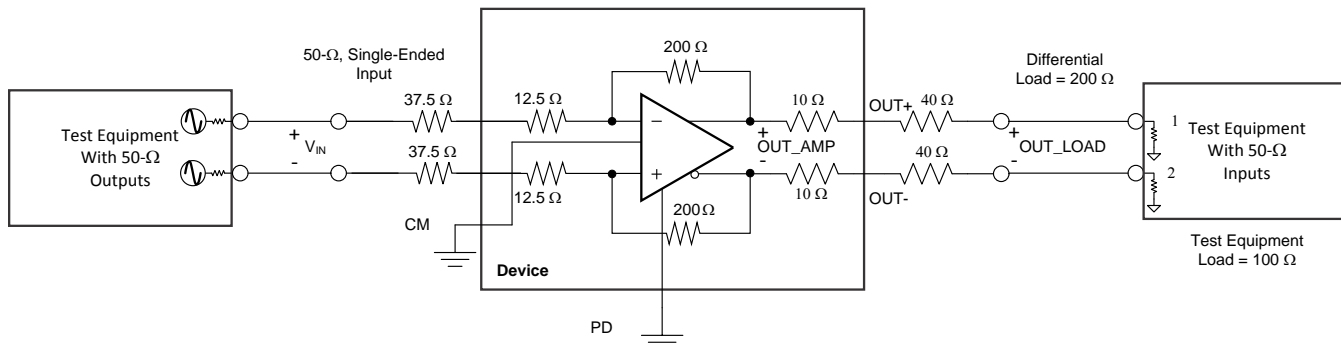 200 Ω
50-Ω, Single-Ended
Input
Differential
Load = 200 Ω
37.5 Ω
12.5 Ω
10 Ω
OUT+
40 Ω
Test Equipment
With 50-Ω
Outputs
+
V_IN
-
−
+
+
OUT_AMP
-
+
OUT_LOAD
-
1
2
Test Equipment
With 50-Ω
Inputs
37.5 Ω
12.5 Ω
10 Ω
OUT-
40 Ω
200 Ω
CM
Device
Test Equipment
Load = 100 Ω
PD